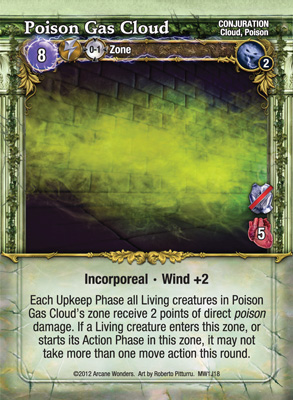 Poison Gas Cloud
CONJURATION
Cloud, Poison
8
0-1
Zone
2
5
Incorporeal • Wind +2
Each Upkeep Phase all Living creatures in Poison
Gas Cloud's zone receive 2 points of direct poison
damage. If a Living creature enters this zone, or
starts its Action Phase in this zone, it may not
take more than one move action this round.
©2012 Arcane Wonders. Art by Roberto Pitturru. MW1J18